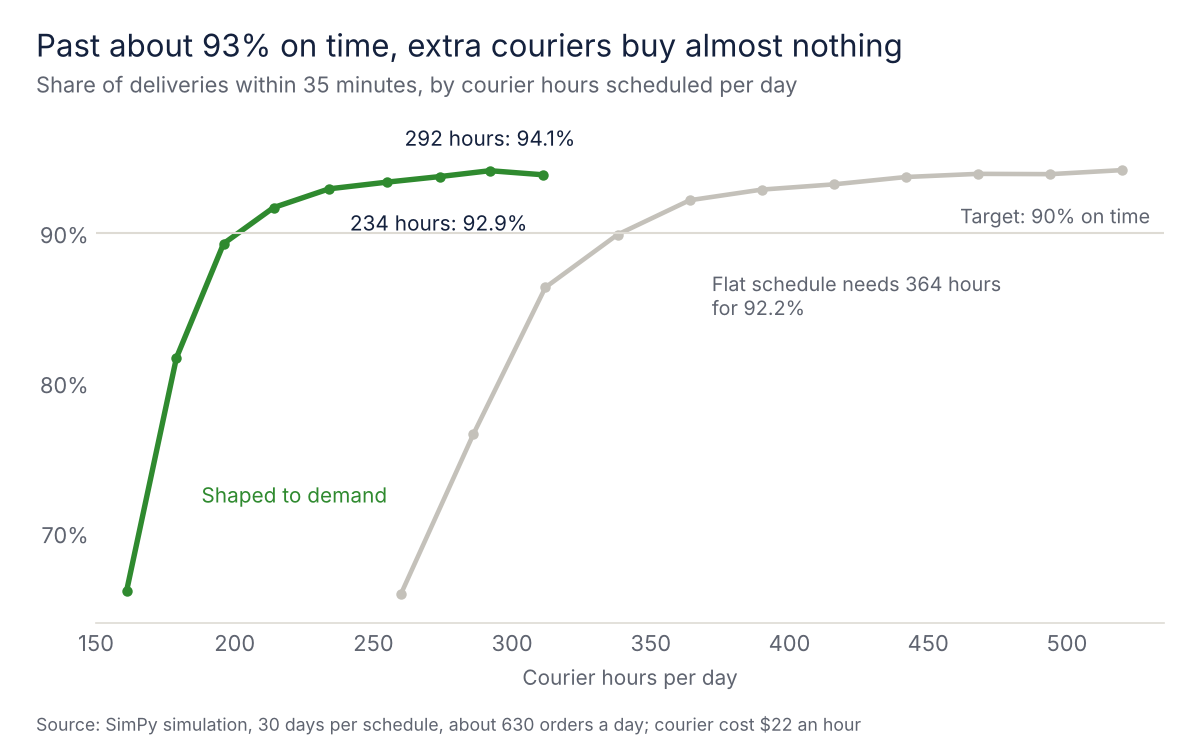 Past about 93% on time, extra couriers buy almost nothing
Share of deliveries within 35 minutes, by courier hours scheduled per day
292 hours: 94.1%
234 hours: 92.9%
Target: 90% on time
90%
Flat schedule needs 364 hours
for 92.2%
80%
Shaped to demand
70%
150 200 250 300 350 400 450 500
Courier hours per day
Source: SimPy simulation, 30 days per schedule, about 630 orders a day; courier cost $22 an hour